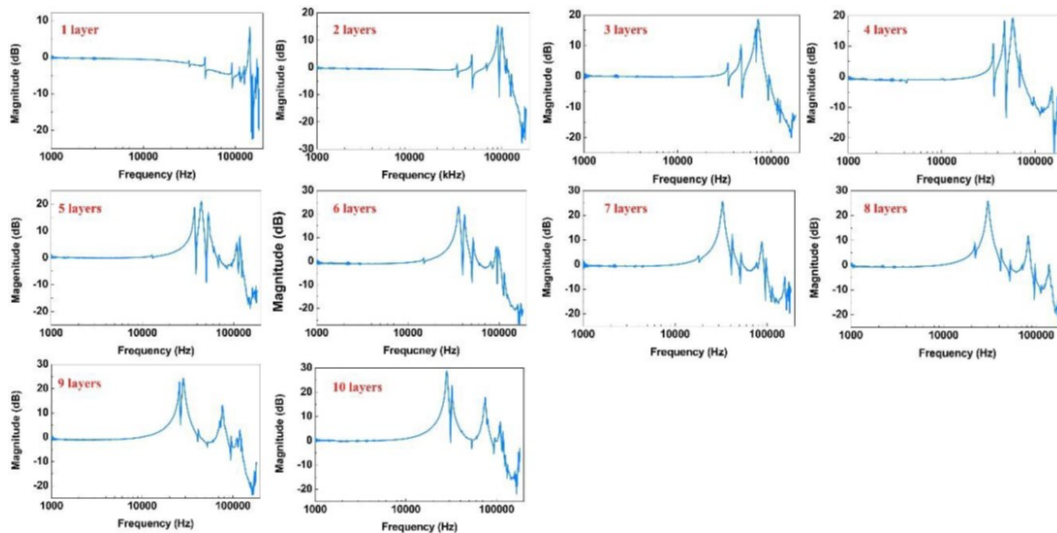 1 layer
Magnitude (dB)
10
0
-10
-20
1000 10000 100000
Frequency (Hz)
2 layers
Magnitude (dB)
20
10
0
-10
-20
-30
1000 10000 100000
Frequency (kHz)
3 layers
Magnitude (dB)
20
10
0
-10
-20
1000 10000 100000
Frequency (Hz)
4 layers
Magnitude (dB)
20
10
0
-10
-20
1000 10000 100000
Frequency (Hz)
5 layers
Magenitude (dB)
20
10
0
-10
-20
1000 10000 100000
Frequency (Hz)
6 layers
Magnitude (dB)
30
20
10
0
-10
-20
1000 10000 100000
Frequcney (Hz)
7 layers
Magnitude (dB)
30
20
10
0
-10
-20
1000 10000 100000
Frequency (Hz)
8 layers
Magnitude (dB)
30
20
10
0
-10
-20
1000 10000 100000
Frequency (Hz)
9 layers
Magnitude (dB)
30
20
10
0
-10
-20
1000 10000 100000
Frequency (Hz)
10 layers
Magnitude (dB)
30
20
10
0
-10
-20
1000 10000 100000
Frequency (Hz)